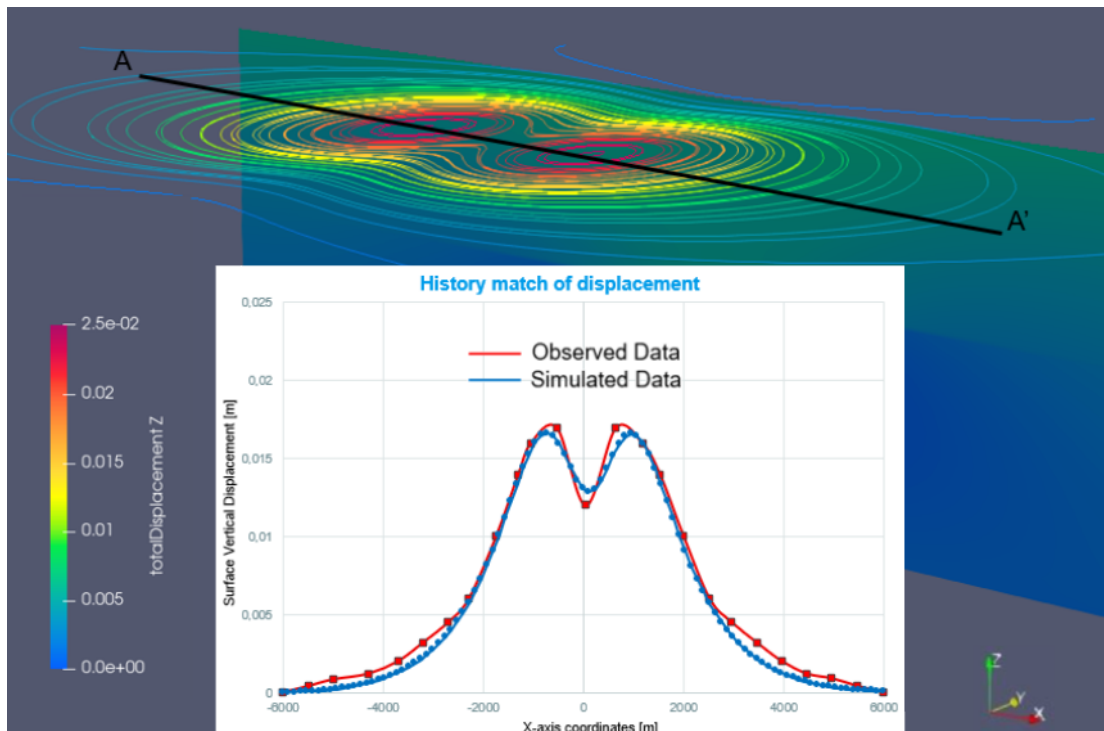 A
A'
History match of displacement
0,025
0,02
0,015
0,01
0,005
0
Surface Vertical Displacement [m]
Observed Data
Simulated Data
-6000
-4000
-2000
0
2000
4000
6000
X-axis coordinates [m]
2.5e-02
0.02
0.015
0.01
0.005
0.0e+00
totalDisplacement Z
Z
Y
X